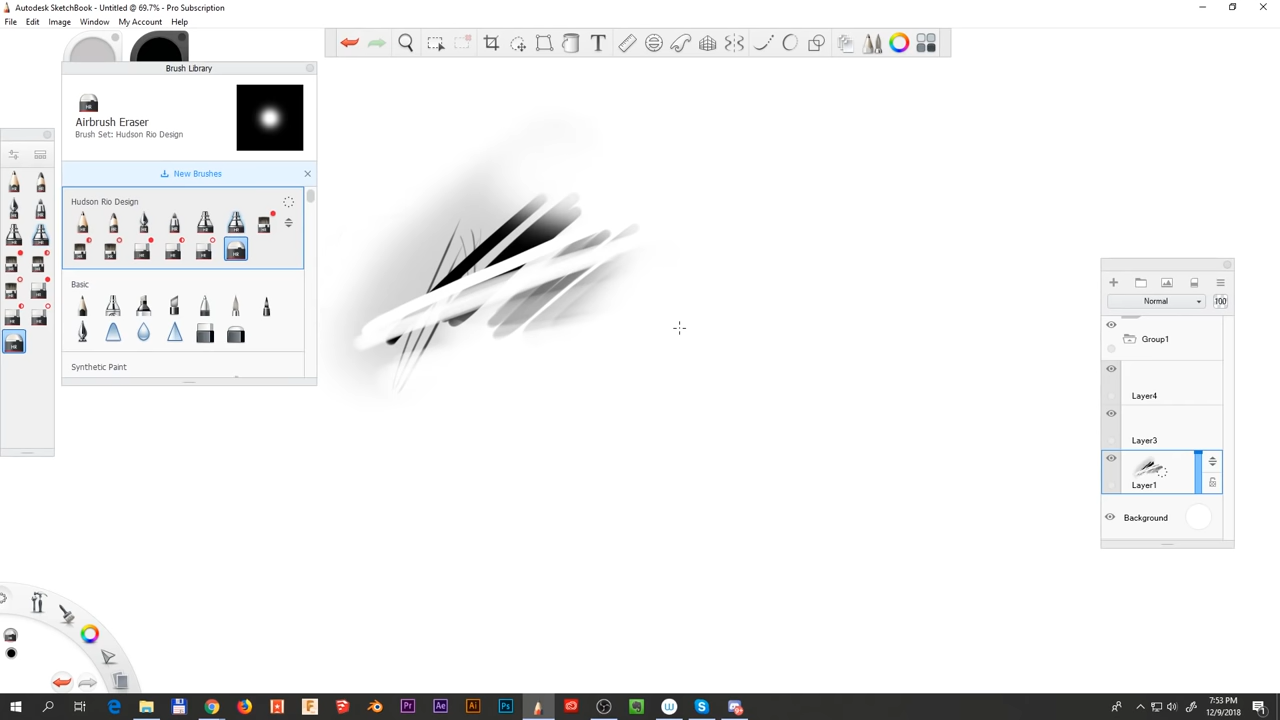 Autodesk SketchBook - Untitled @ 69.7% - Pro Subscription
File Edit Image Window My Account Help
Brush Library
Airbrush Eraser
Brush Set: Hudson Rio Design
New Brushes
Hudson Rio Design
Basic
Synthetic Paint
Normal
100
Group1
Layer4
Layer3
Layer1
Background
7:53 PM
12/9/2018